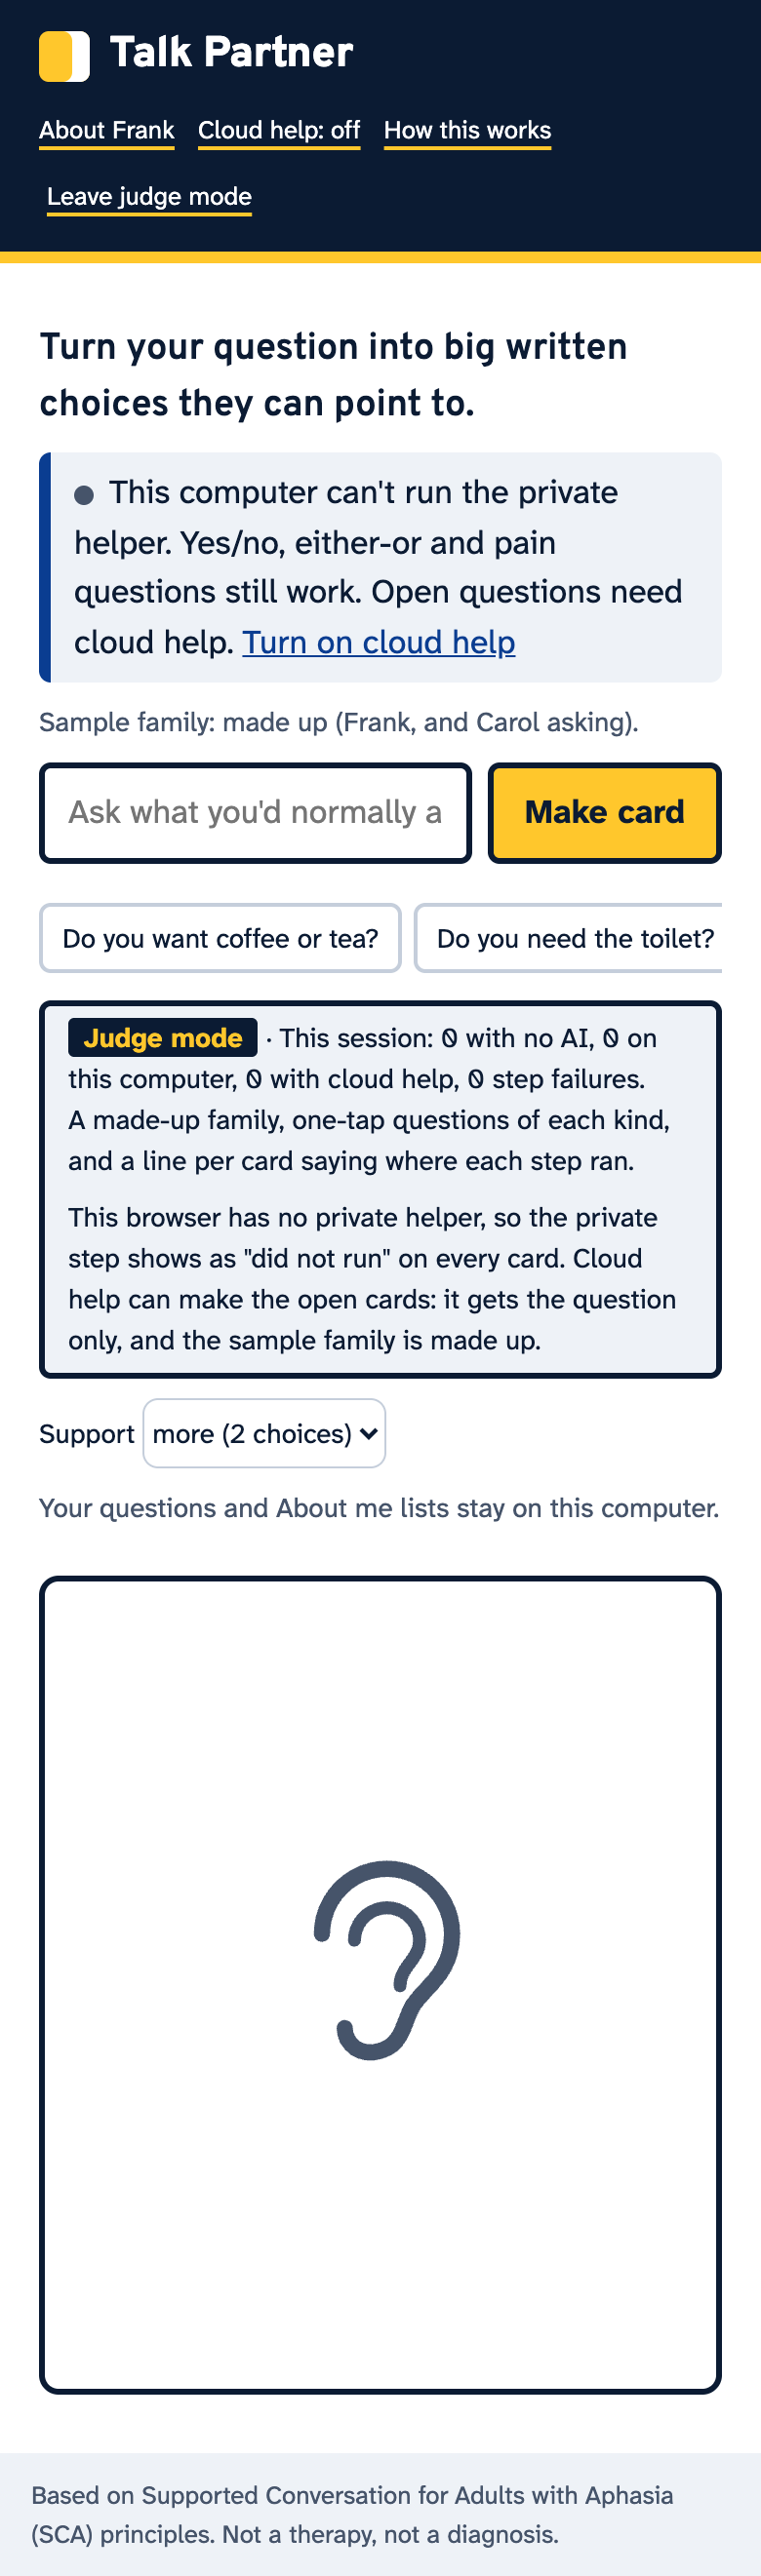 Talk Partner
About Frank Cloud help: off How this works
Leave judge mode
Turn your question into big written
choices they can point to.
This computer can't run the private
helper. Yes/no, either-or and pain
questions still work. Open questions need
cloud help. Turn on cloud help
Sample family: made up (Frank, and Carol asking).
Ask what you'd normally a
Make card
Do you want coffee or tea?
Do you need the toilet?
Judge mode · This session: 0 with no AI, 0 on
this computer, 0 with cloud help, 0 step failures.
A made-up family, one-tap questions of each kind,
and a line per card saying where each step ran.
This browser has no private helper, so the private
step shows as "did not run" on every card. Cloud
help can make the open cards: it gets the question
only, and the sample family is made up.
Support more (2 choices)
Your questions and About me lists stay on this computer.
Based on Supported Conversation for Adults with Aphasia
(SCA) principles. Not a therapy, not a diagnosis.